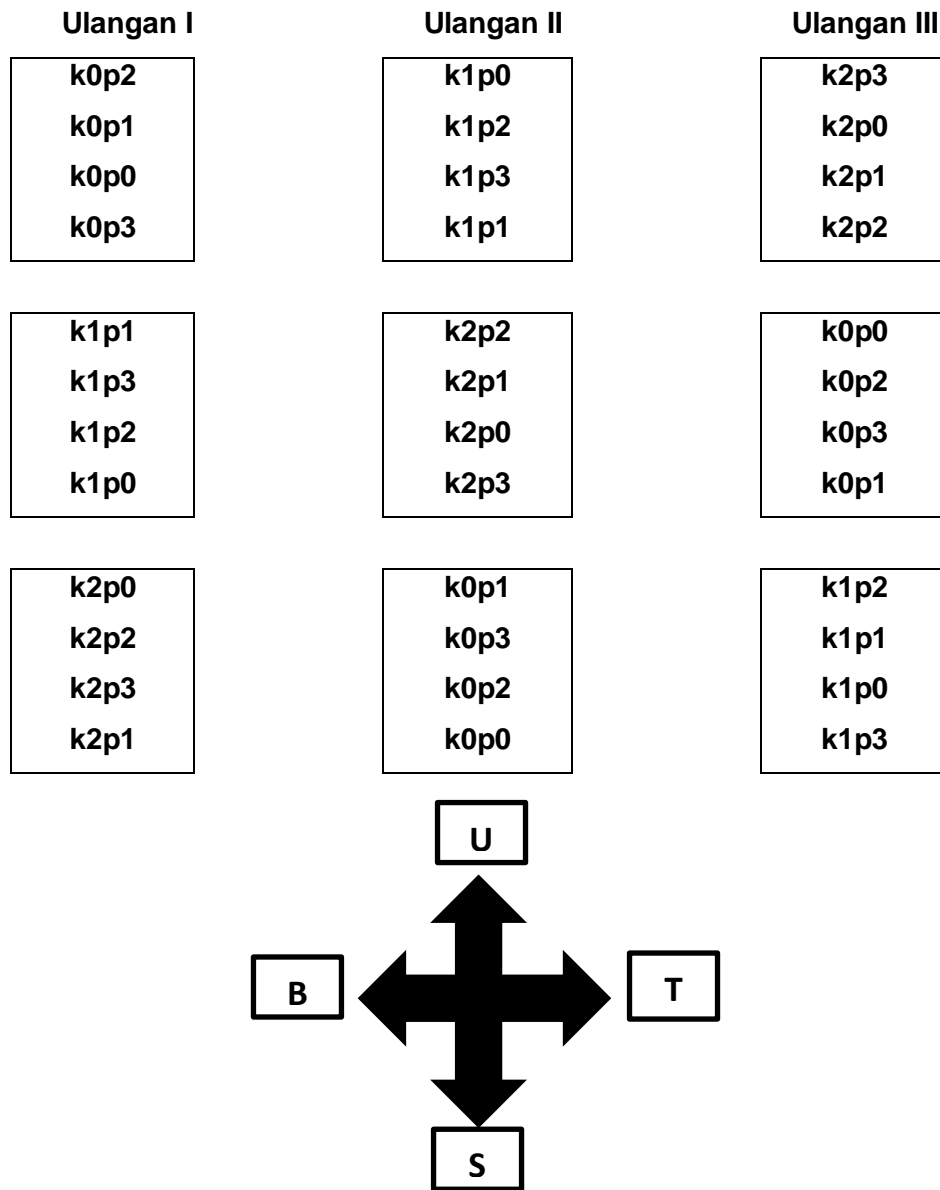 Ulangan I Ulangan II Ulangan III
k0p2 k1p0 k2p3
k0p1 k1p2 k2p0
k0p0 k1p3 k2p1
k0p3 k1p1 k2p2
k1p1 k2p2 k0p0
k1p3 k2p1 k0p2
k1p2 k2p0 k0p3
k1p0 k2p3 k0p1
k2p0 k0p1 k1p2
k2p2 k0p3 k1p1
k2p3 k0p2 k1p0
k2p1 k0p0 k1p3
U
B T
S